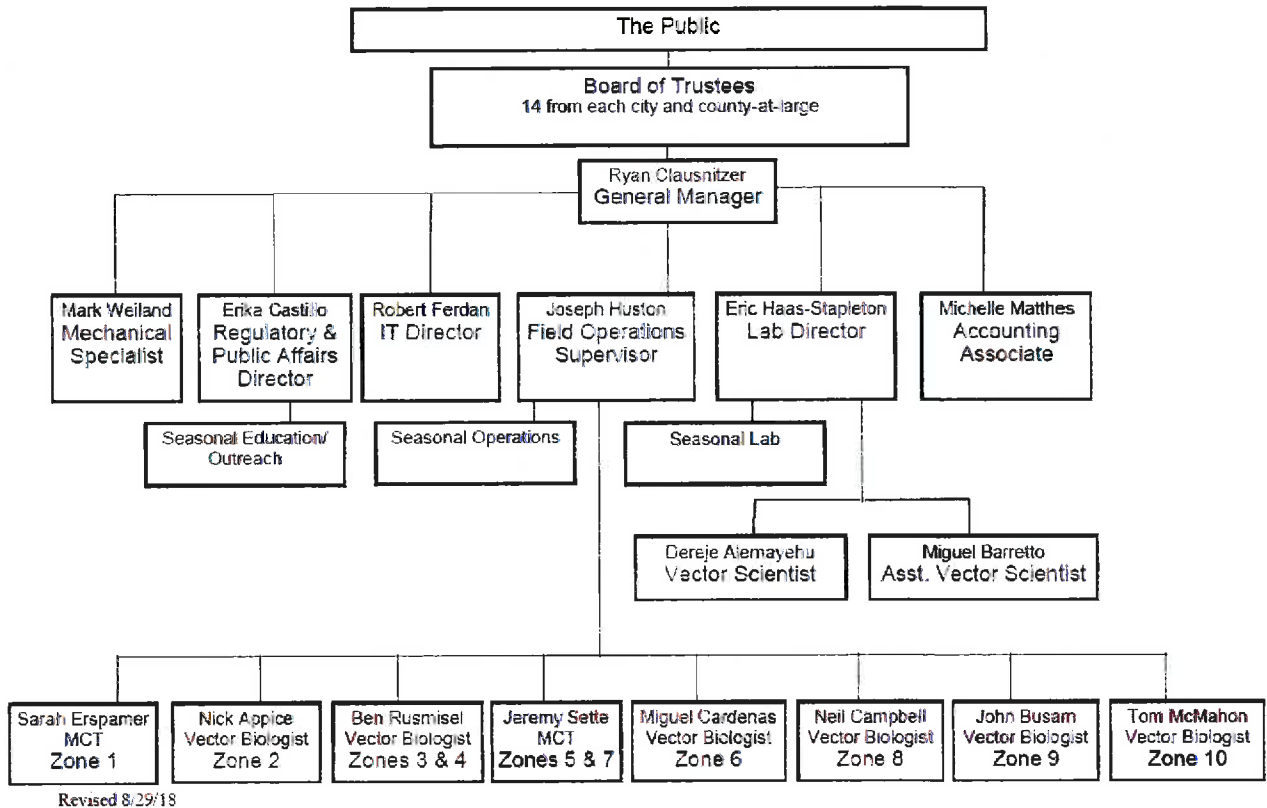 The Public
Board of Trustees
14 from each city and county-at-large
Ryan Clausnitzer
General Manager
Mark Weiland
Mechanical
Specialist
Erika Castillo
Regulatory &
Public Affairs
Director
Robert Ferdan
IT Director
Joseph Huston
Field Operations
Supervisor
Eric Haas-Stapleton
Lab Director
Michelle Matthes
Accounting
Associate
Seasonal Education/
Outreach
Seasonal Operations
Seasonal Lab
Dereje Alemayehu
Vector Scientist
Miguel Barretto
Asst. Vector Scientist
Sarah Erspamer
MCT
Zone 1
Nick Appice
Vector Biologist
Zone 2
Ben Rusmisel
Vector Biologist
Zones 3 & 4
Jeremy Sette
MCT
Zones 5 & 7
Miguel Cardenas
Vector Biologist
Zone 6
Neil Campbell
Vector Biologist
Zone 8
John Busam
Vector Biologist
Zone 9
Tom McMahon
Vector Biologist
Zone 10
Revised 8/29/18